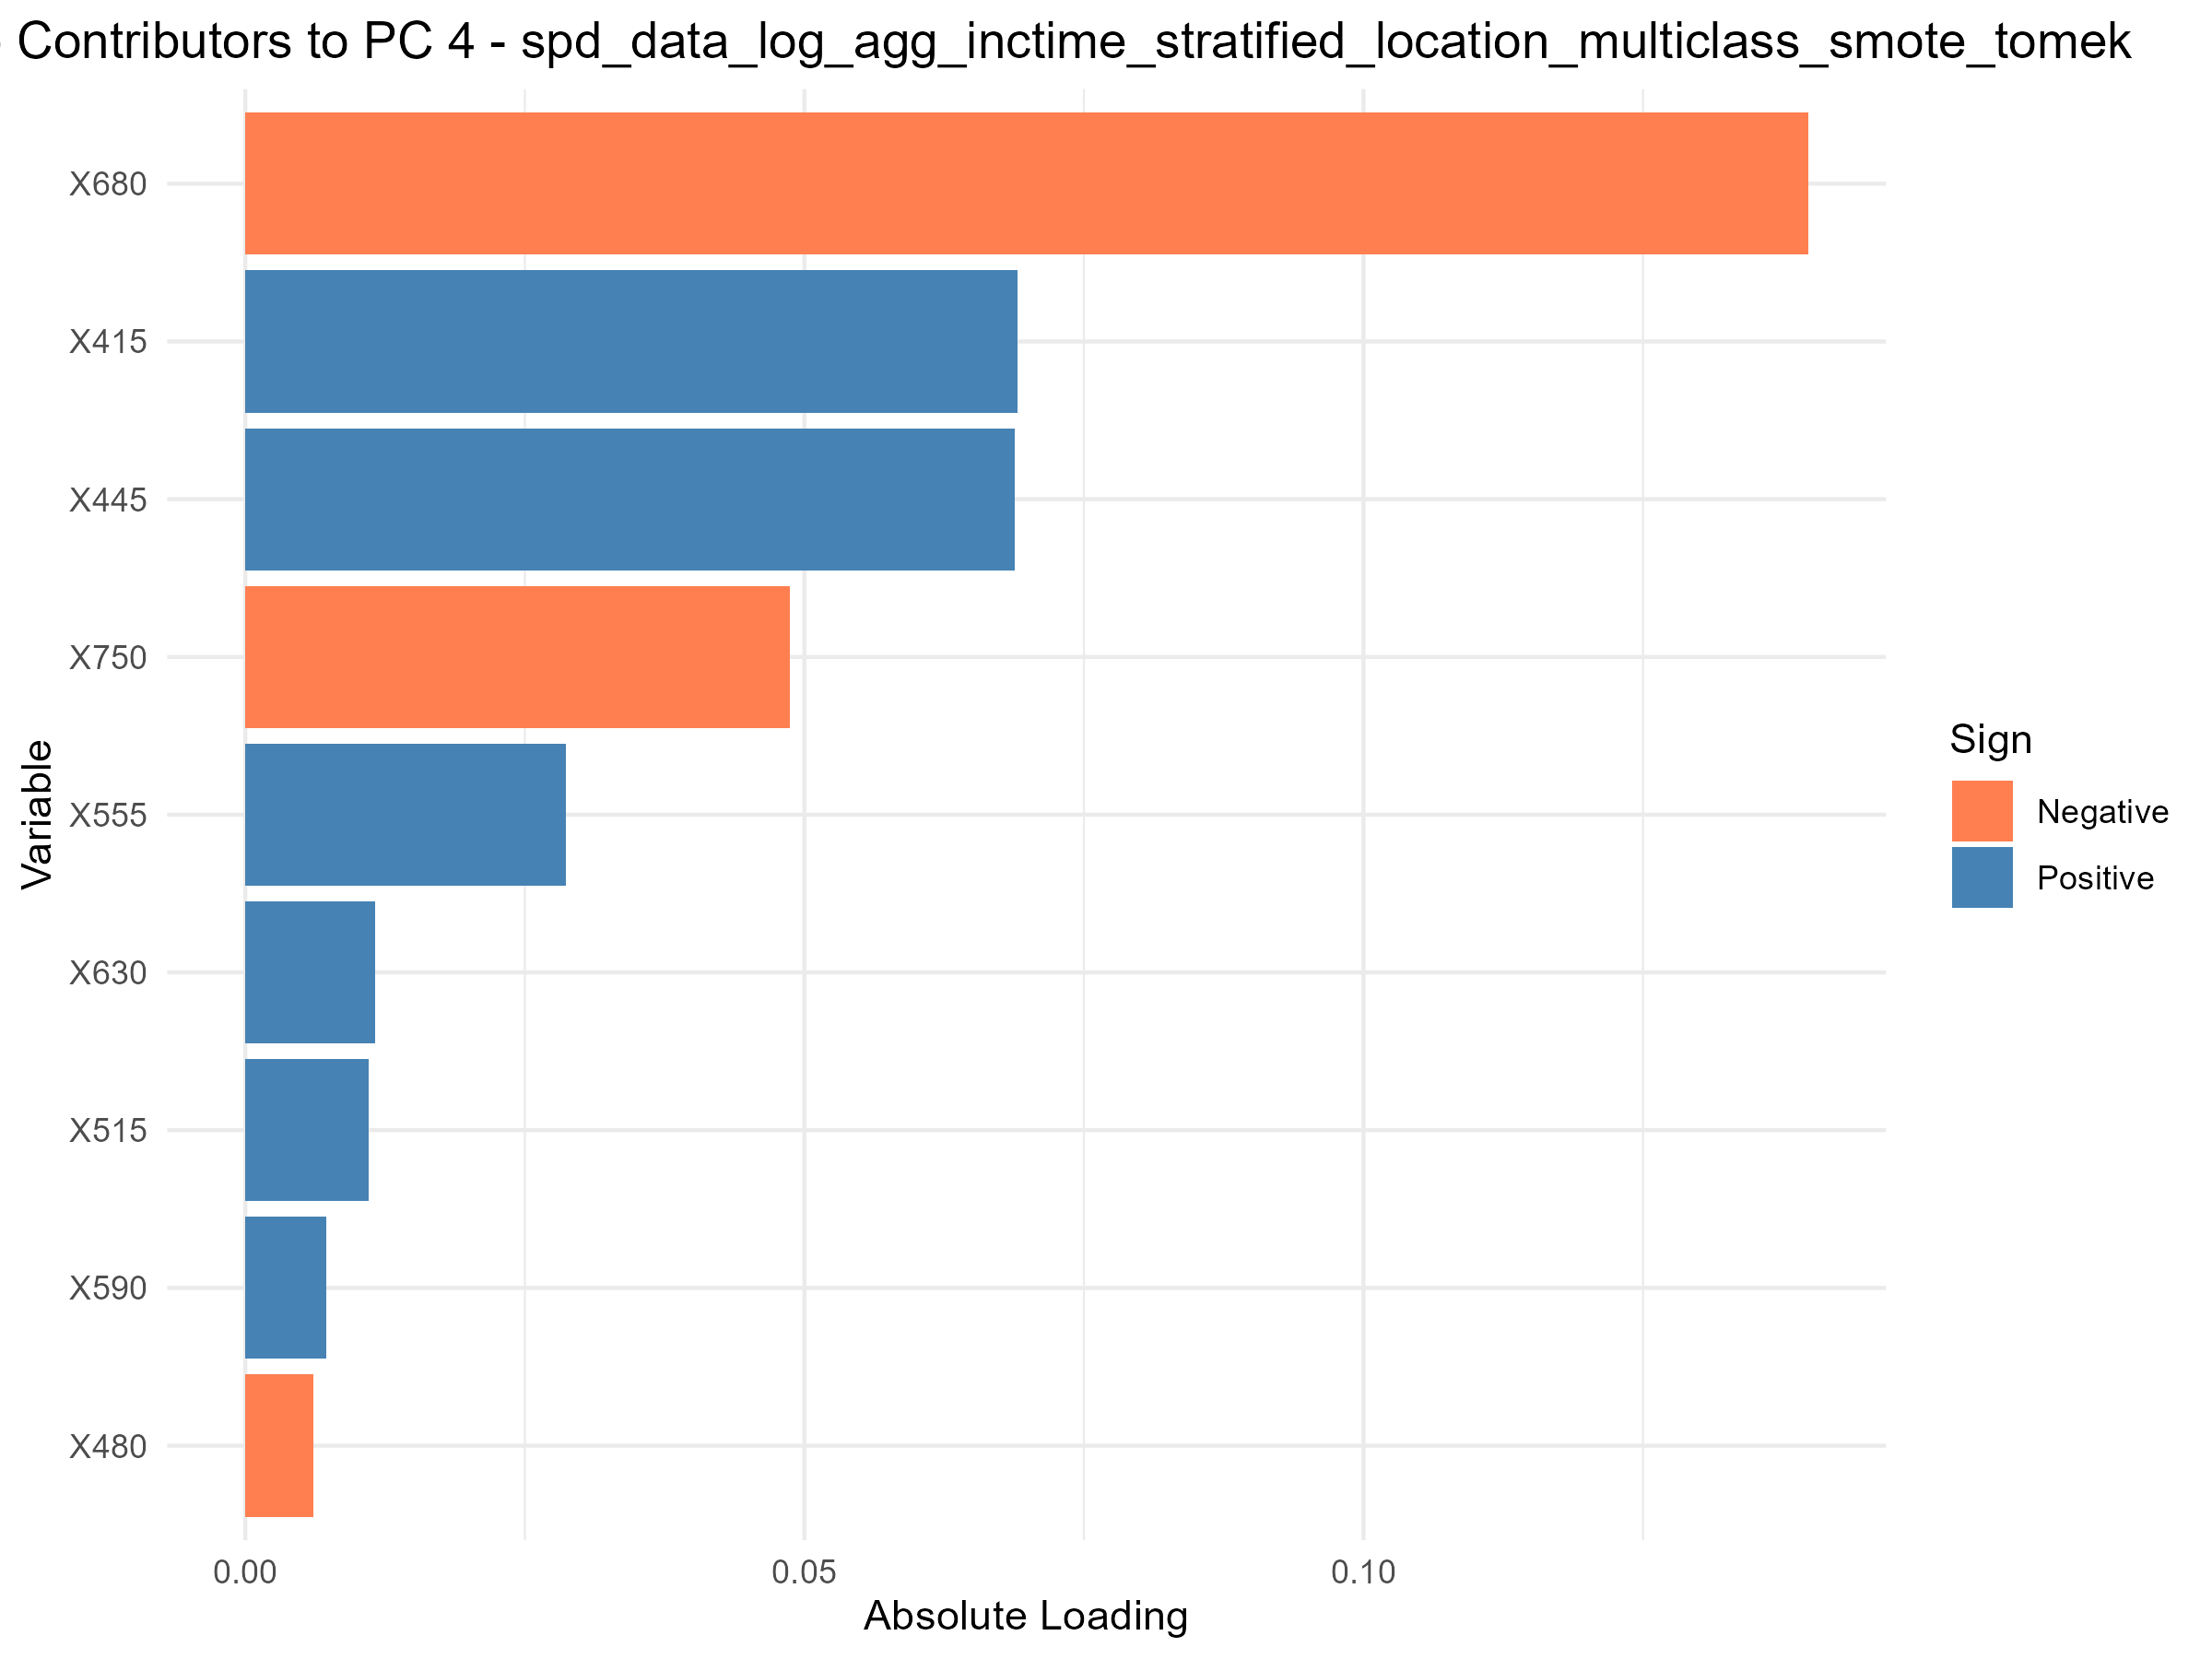 Contributors to PC 4 - spd_data_log_agg_inctime_stratified_location_multiclass_smote_tomek
X680
X415
X445
X750
X555
X630
X515
X590
X480
Variable
0.00 0.05 0.10
Absolute Loading
Sign
Negative
Positive